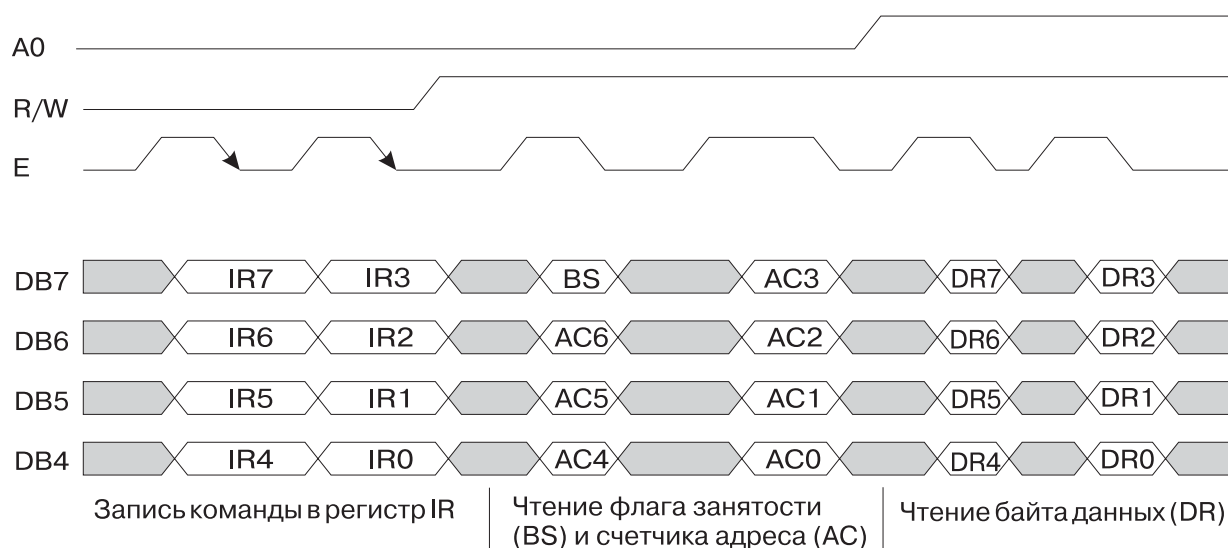 A0
R/W
E
DB7 IR7 IR3 BS AC3 DR7 DR3
DB6 IR6 IR2 AC6 AC2 DR6 DR2
DB5 IR5 IR1 AC5 AC1 DR5 DR1
DB4 IR4 IR0 AC4 AC0 DR4 DR0
Запись команды в регистр IR
Чтение флага занятости
(BS) и счетчика адреса (AC)
Чтение байта данных (DR)